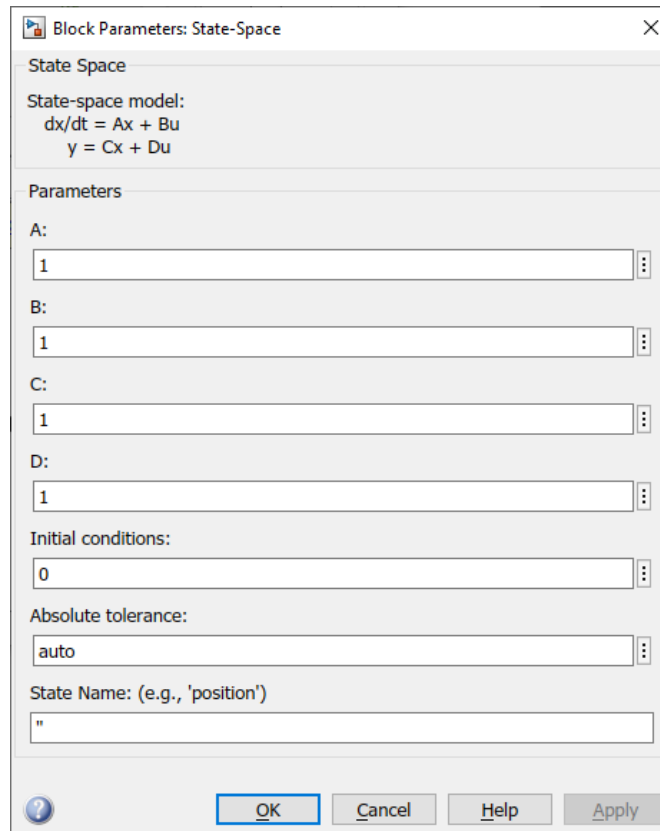 Block Parameters: State-Space
State Space
State-space model:
dx/dt = Ax + Bu
y = Cx + Du
Parameters
A:
1
B:
1
C:
1
D:
1
Initial conditions:
0
Absolute tolerance:
auto
State Name: (e.g., 'position')
''
OK Cancel Help Apply